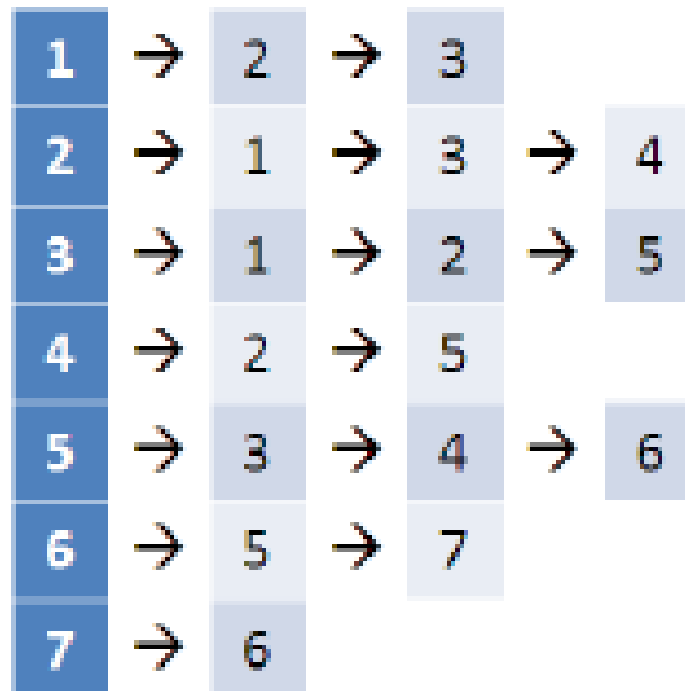 1 → 2 → 3
2 → 1 → 3 → 4
3 → 1 → 2 → 5
4 → 2 → 5
5 → 3 → 4 → 6
6 → 5 → 7
7 → 6